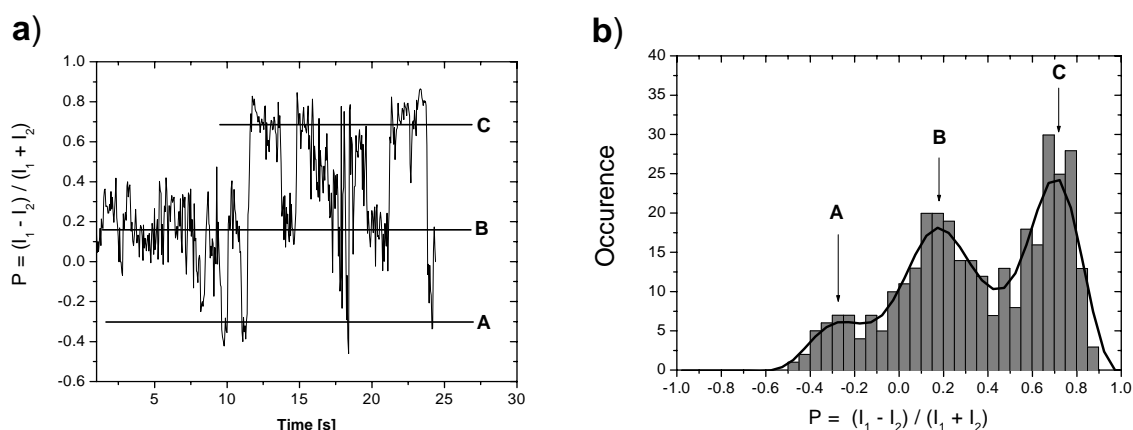 a)
1.0
0.8
0.6
0.4
0.2
0.0
-0.2
-0.4
-0.6
5 10 15 20 25 30
Time [s]
P = (I₁ - I₂) / (I₁ + I₂)
C
B
A
b)
40
35
30
25
20
15
10
5
0
-1.0 -0.8 -0.6 -0.4 -0.2 0.0 0.2 0.4 0.6 0.8 1.0
P = (I₁ - I₂) / (I₁ + I₂)
Occurence
A
B
C